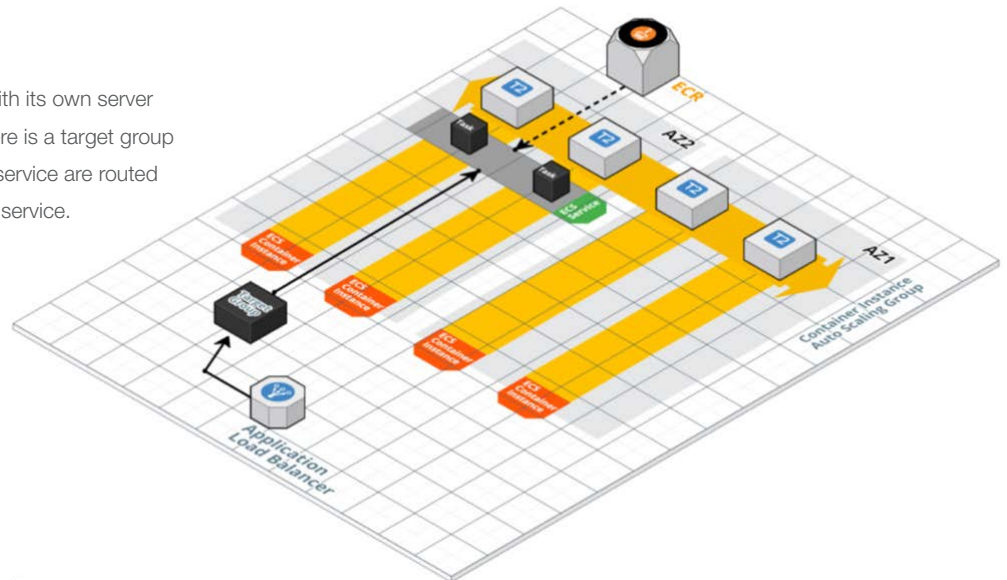 ith its own server
re is a target group
service are routed
service.
ECR
T2
T2
T2
T2
AZ2
AZ1
Task
Task
ECS
Service
ECS
Container
Instance
ECS
Container
Instance
ECS
Container
Instance
ECS
Container
Instance
Target
Group
Application
Load Balancer
Container Instance
Auto Scaling Group